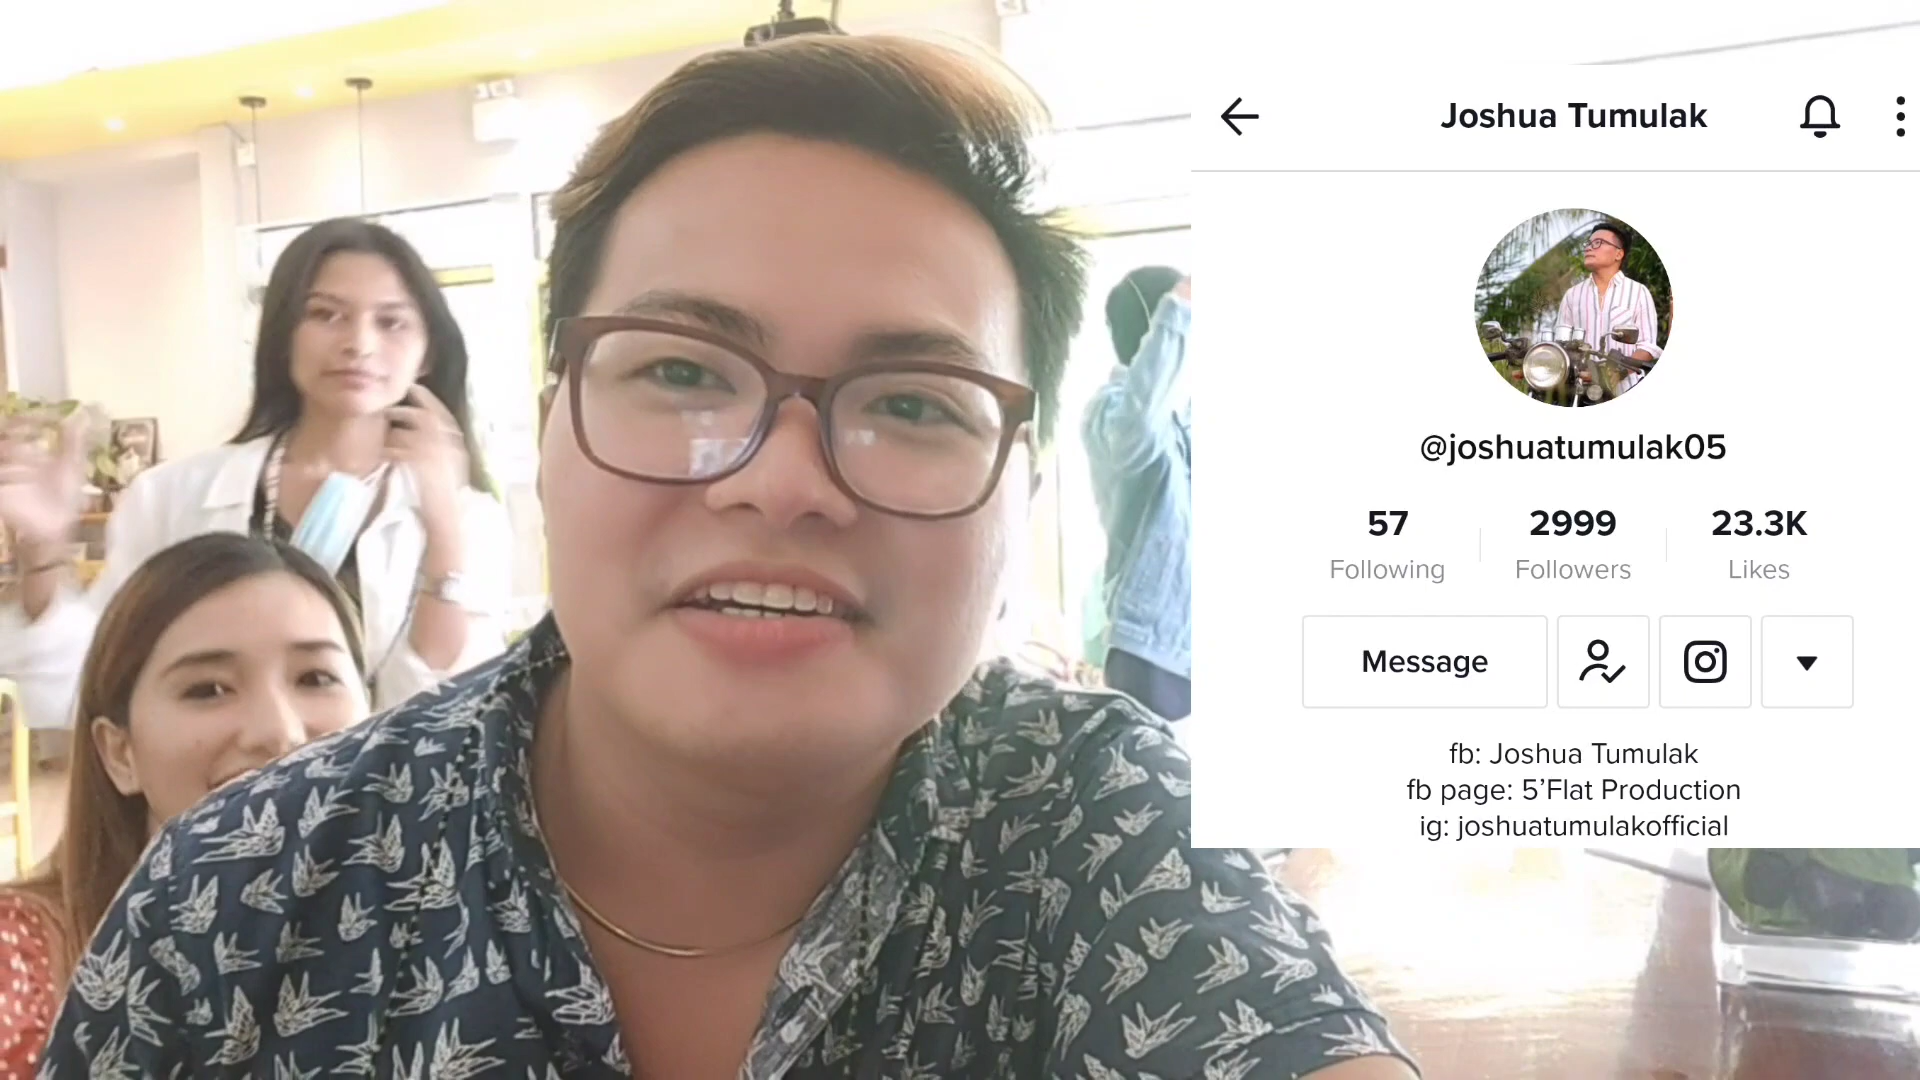 Joshua Tumulak
@joshuatumulak05
57 2999 23.3K
Following Followers Likes
Message
fb: Joshua Tumulak
fb page: 5’Flat Production
ig: joshuatumulakofficial